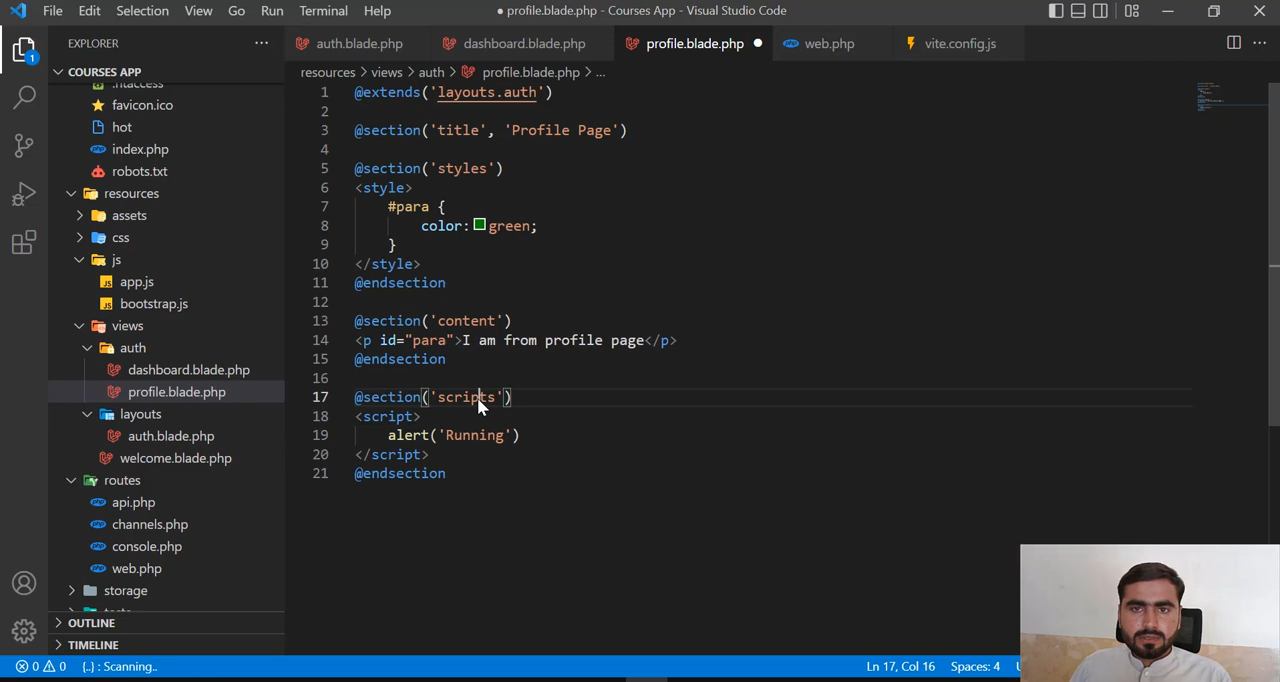 File Edit Selection View Go Run Terminal Help
● profile.blade.php - Courses App - Visual Studio Code
EXPLORER
auth.blade.php
dashboard.blade.php
profile.blade.php
web.php
vite.config.js
COURSES APP
resources > views > auth > profile.blade.php > ...
.htaccess
favicon.ico
hot
index.php
robots.txt
resources
assets
css
js
app.js
bootstrap.js
views
auth
dashboard.blade.php
profile.blade.php
layouts
auth.blade.php
welcome.blade.php
routes
api.php
channels.php
console.php
web.php
storage
tests
OUTLINE
TIMELINE
1 @extends('layouts.auth')
2
3 @section('title', 'Profile Page')
4
5 @section('styles')
6 <style>
7 #para {
8 color: green;
9 }
10 </style>
11 @endsection
12
13 @section('content')
14 <p id="para">I am from profile page</p>
15 @endsection
16
17 @section('scripts')
18 <script>
19 alert('Running')
20 </script>
21 @endsection
1
0 0 {..} : Scanning..
Ln 17, Col 16 Spaces: 4